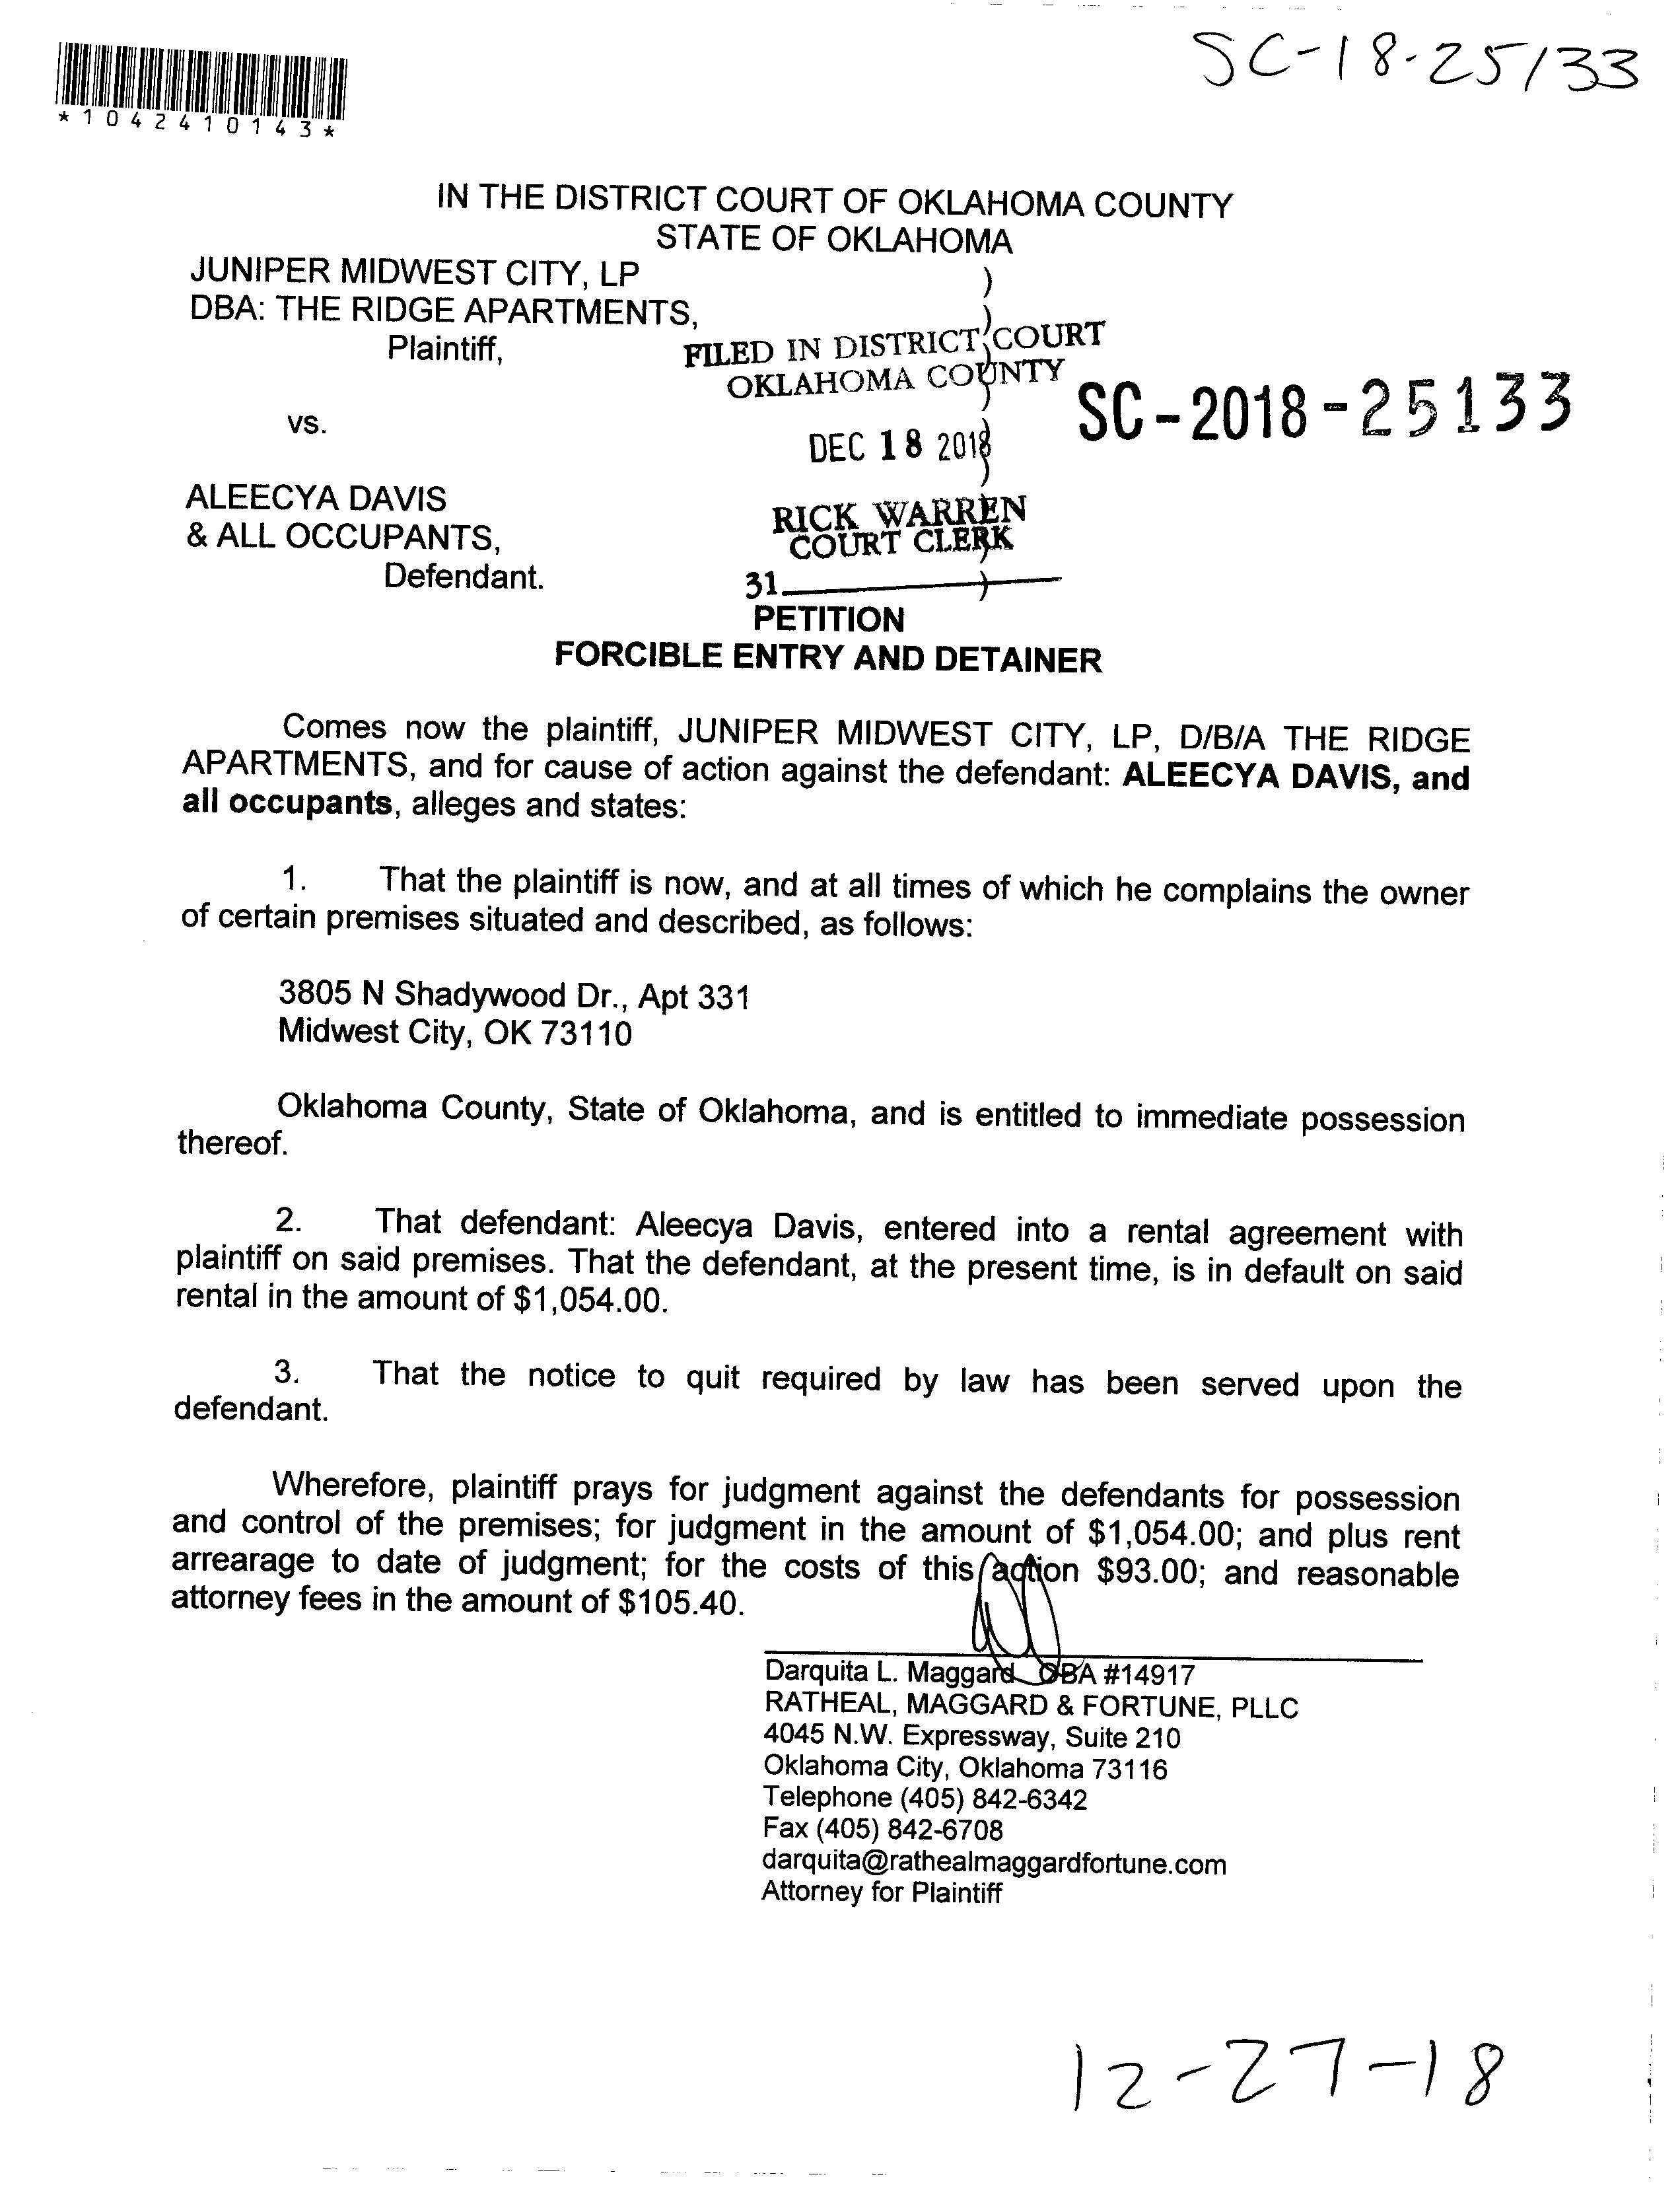 SC-18-25133
*1042410143*
IN THE DISTRICT COURT OF OKLAHOMA COUNTY
STATE OF OKLAHOMA
JUNIPER MIDWEST CITY, LP )
DBA: THE RIDGE APARTMENTS, )
Plaintiff, )
FILED IN DISTRICT COURT
OKLAHOMA COUNTY
)
SC-2018-25133
vs.
DEC 18 2018
)
)
ALEECYA DAVIS
& ALL OCCUPANTS, )
RICK WARREN
COURT CLERK
Defendant. )
31
PETITION
FORCIBLE ENTRY AND DETAINER
Comes now the plaintiff, JUNIPER MIDWEST CITY, LP, D/B/A THE RIDGE
APARTMENTS, and for cause of action against the defendant: ALEECYA DAVIS, and
all occupants, alleges and states:
1. That the plaintiff is now, and at all times of which he complains the owner
of certain premises situated and described, as follows:
3805 N Shadywood Dr., Apt 331
Midwest City, OK 73110
Oklahoma County, State of Oklahoma, and is entitled to immediate possession
thereof.
2. That defendant: Aleecya Davis, entered into a rental agreement with
plaintiff on said premises. That the defendant, at the present time, is in default on said
rental in the amount of $1,054.00.
3. That the notice to quit required by law has been served upon the
defendant.
Wherefore, plaintiff prays for judgment against the defendants for possession
and control of the premises; for judgment in the amount of $1,054.00; and plus rent
arrearage to date of judgment; for the costs of this action $93.00; and reasonable
attorney fees in the amount of $105.40.
Darquita L. Maggard OBA #14917
RATHEAL, MAGGARD & FORTUNE, PLLC
4045 N.W. Expressway, Suite 210
Oklahoma City, Oklahoma 73116
Telephone (405) 842-6342
Fax (405) 842-6708
darquita@rathealmaggardfortune.com
Attorney for Plaintiff
12-27-18